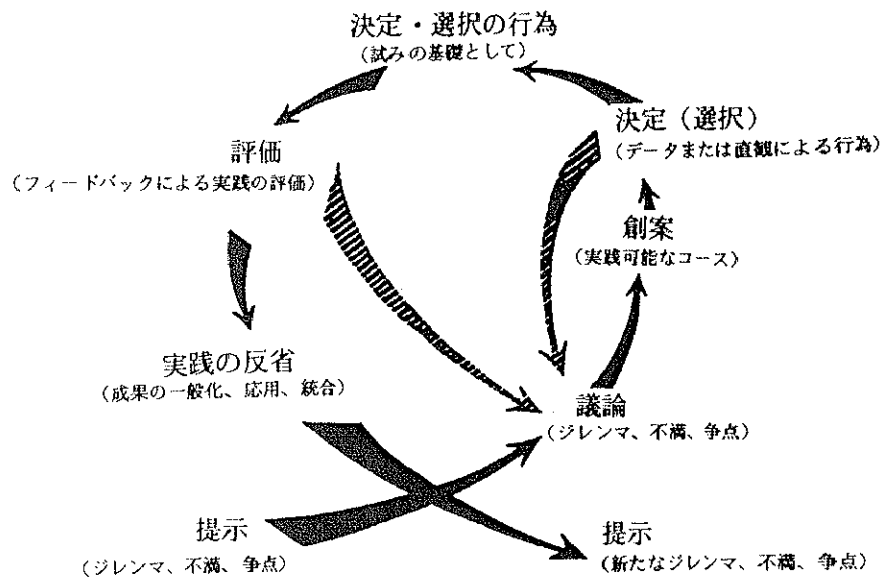 決定・選択の行為
(試みの基礎として)
決定(選択)
(データまたは直観による行為)
評価
(フィードバックによる実践の評価)
創案
(実践可能なコース)
実践の反省
(成果の一般化、応用、統合)
議論
(ジレンマ、不満、争点)
提示
(ジレンマ、不満、争点)
提示
(新たなジレンマ、不満、争点)